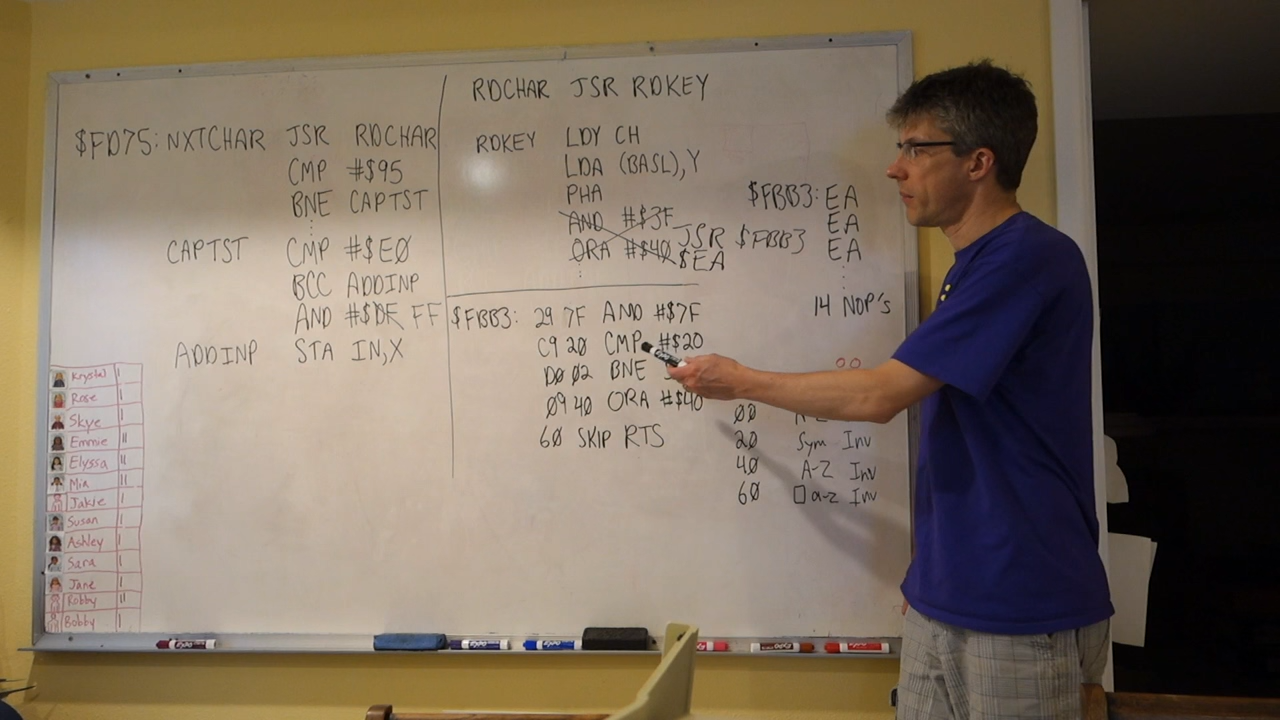 $FD75: NXTCHAR JSR RDCHAR
CMP #$95
BNE CAPTST
CAPTST CMP #$E0
BCC ADDINP
AND #$DF FF
ADDINP STA IN,X
Krystal I
Rose I
Skye I
Emmie II
Elyssa II
Mia II
Jakie I
Susan I
Ashley I
Sara I
Jane I
Robby II
Bobby I
RDCHAR JSR RDKEY
RDKEY LDY CH
LDA (BASL),Y
PHA
AND #$3F
ORA #$40
JSR $FBB3
$EA
$FBB3: 29 7F AND #$7F
C9 20 CMP #$20
D0 02 BNE
09 40 ORA #$40
60 SKIP RTS
$FBB3: EA
EA
EA
14 NOP's
00
20 Sym Inv
40 A-Z Inv
60 a-z Inv